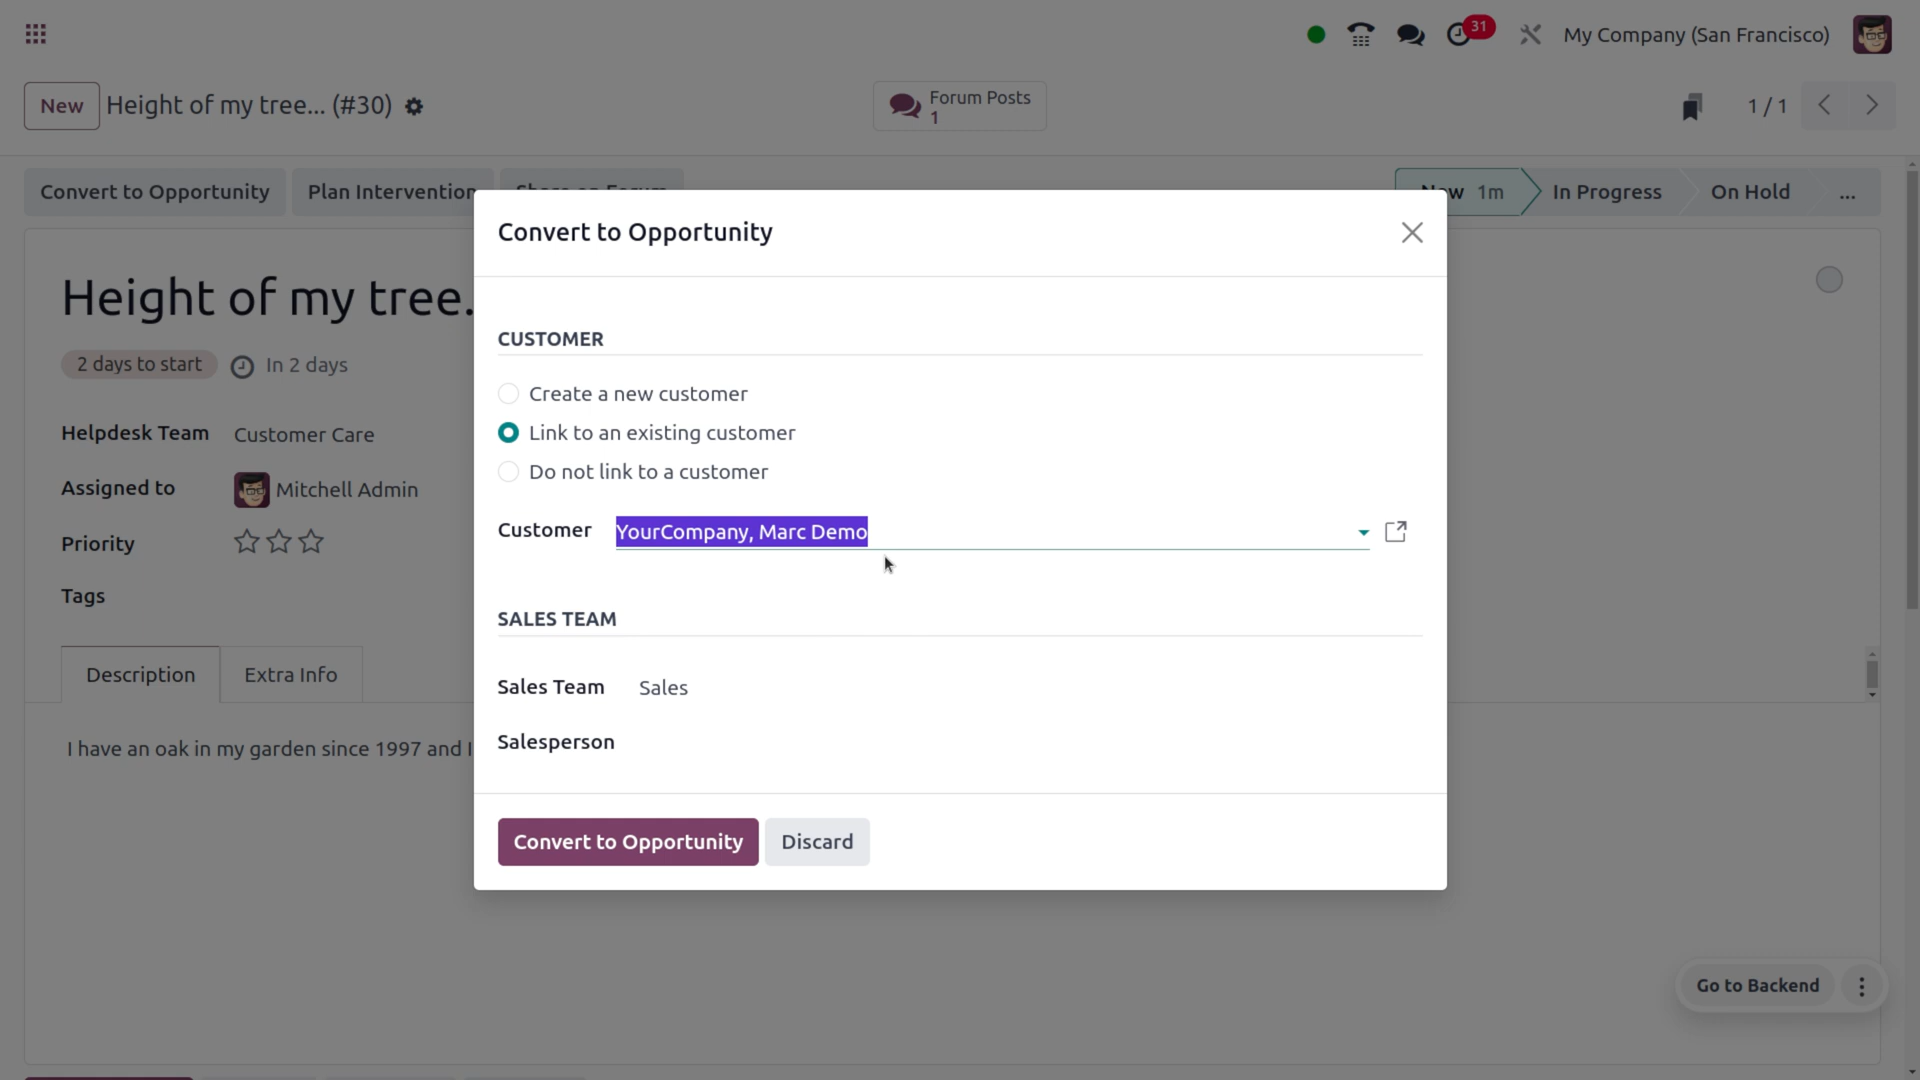 31
My Company (San Francisco)
New
Height of my tree... (#30)
Forum Posts
1
1 / 1
Convert to Opportunity
Plan Intervention
Share on Forum
New 1m
In Progress
On Hold
...
Height of my tree.
2 days to start
In 2 days
Helpdesk Team
Customer Care
Assigned to
Mitchell Admin
Priority
Tags
Description
Extra Info
I have an oak in my garden since 1997 and I
Convert to Opportunity
CUSTOMER
Create a new customer
Link to an existing customer
Do not link to a customer
Customer
YourCompany, Marc Demo
SALES TEAM
Sales Team
Sales
Salesperson
Convert to Opportunity
Discard
Go to Backend